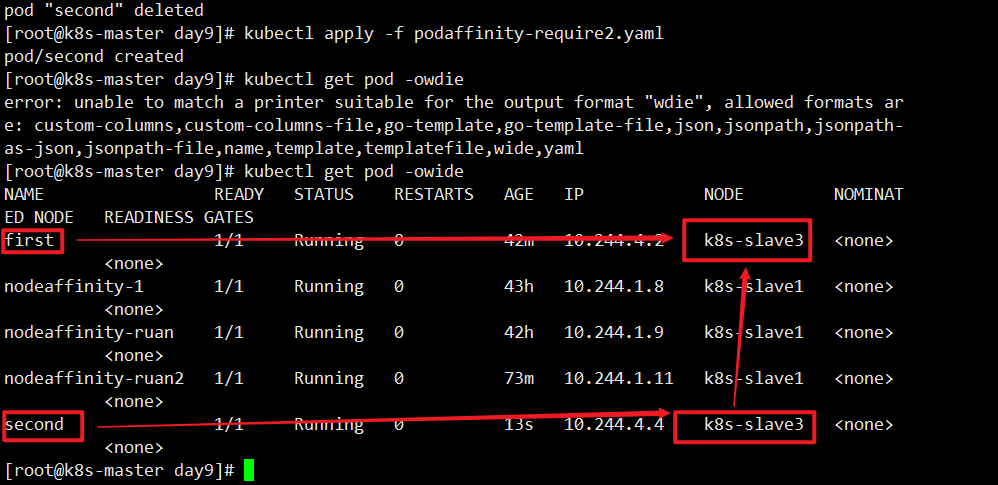 pod "second" deleted
[root@k8s-master day9]# kubectl apply -f podaffinity-require2.yaml
pod/second created
[root@k8s-master day9]# kubectl get pod -owdie
error: unable to match a printer suitable for the output format "wdie", allowed formats ar
e: custom-columns,custom-columns-file,go-template,go-template-file,json,jsonpath,jsonpath-
as-json,jsonpath-file,name,template,templatefile,wide,yaml
[root@k8s-master day9]# kubectl get pod -owide
NAME READY STATUS RESTARTS AGE IP NODE NOMINAT
ED NODE READINESS GATES
first 1/1 Running 0 42m 10.244.4.2 k8s-slave3 <none>
<none>
nodeaffinity-1 1/1 Running 0 43h 10.244.1.8 k8s-slave1 <none>
<none>
nodeaffinity-ruan 1/1 Running 0 42h 10.244.1.9 k8s-slave1 <none>
<none>
nodeaffinity-ruan2 1/1 Running 0 73m 10.244.1.11 k8s-slave1 <none>
<none>
second 1/1 Running 0 13s 10.244.4.4 k8s-slave3 <none>
<none>
[root@k8s-master day9]#